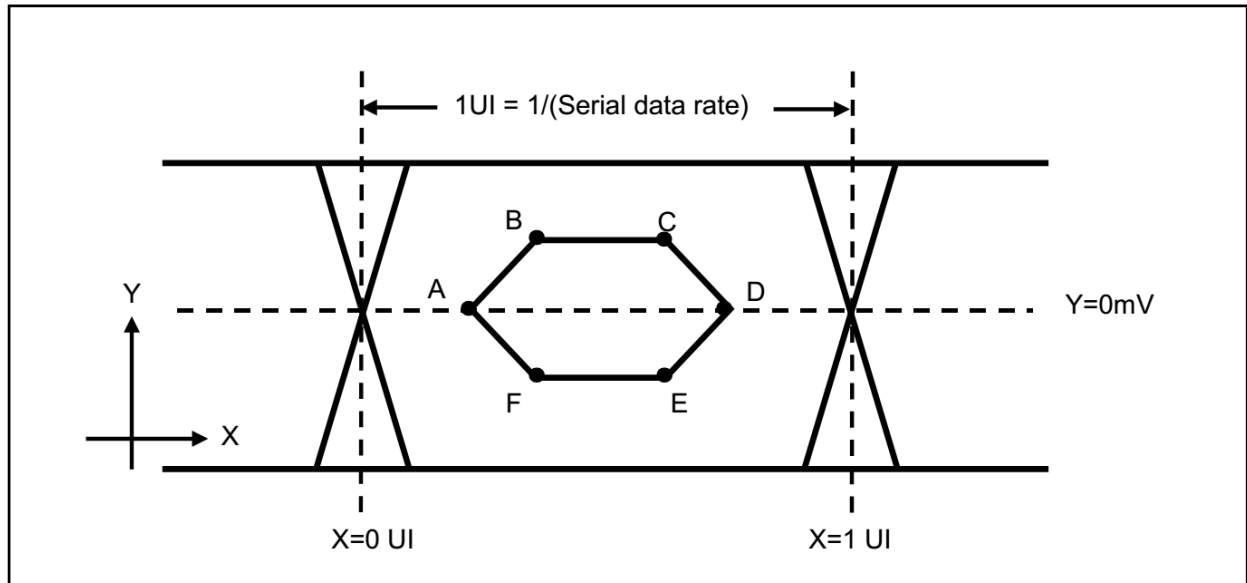 1UI = 1/(Serial data rate)
B
C
A
D
Y
Y=0mV
F
E
X
X=0 UI
X=1 UI